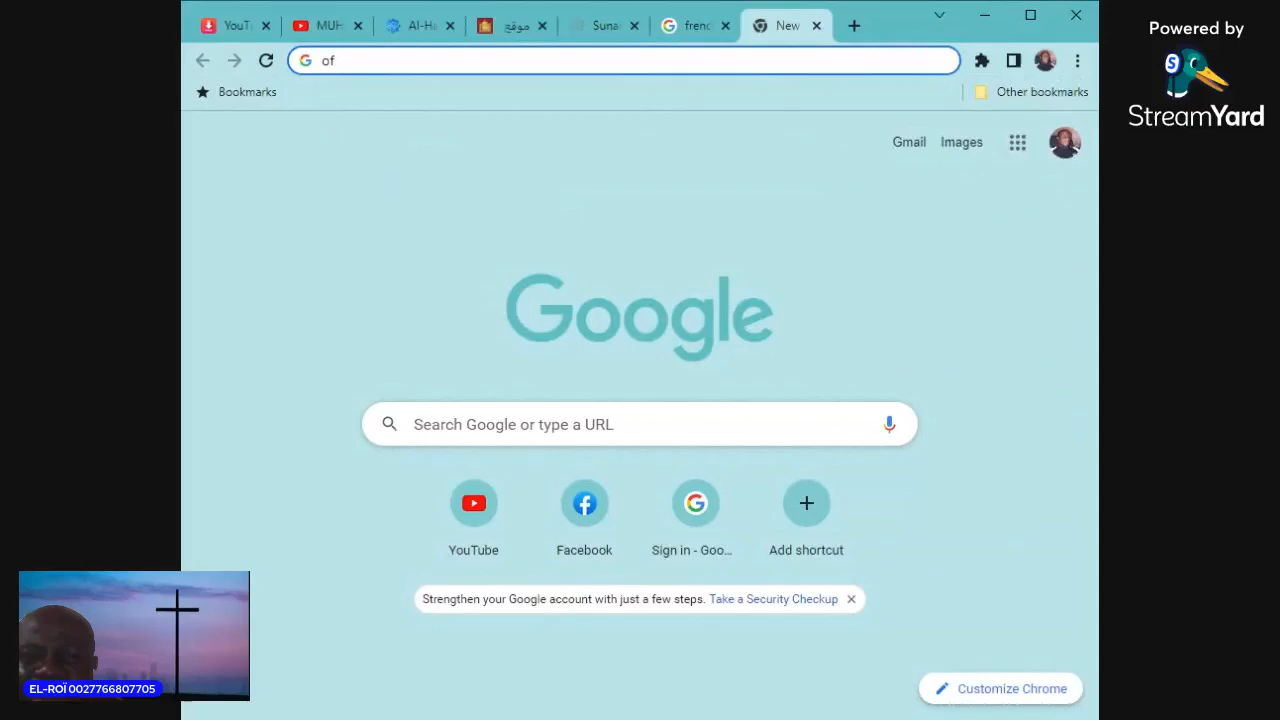 YouT
MUH
Al-Ha
موقع
Suna
frenc
New
of
Bookmarks
Other bookmarks
Gmail
Images
Google
Search Google or type a URL
YouTube
Facebook
Sign in - Goo...
Add shortcut
Strengthen your Google account with just a few steps. Take a Security Checkup
Customize Chrome
EL-ROÏ 0027766807705
Powered by
S
StreamYard